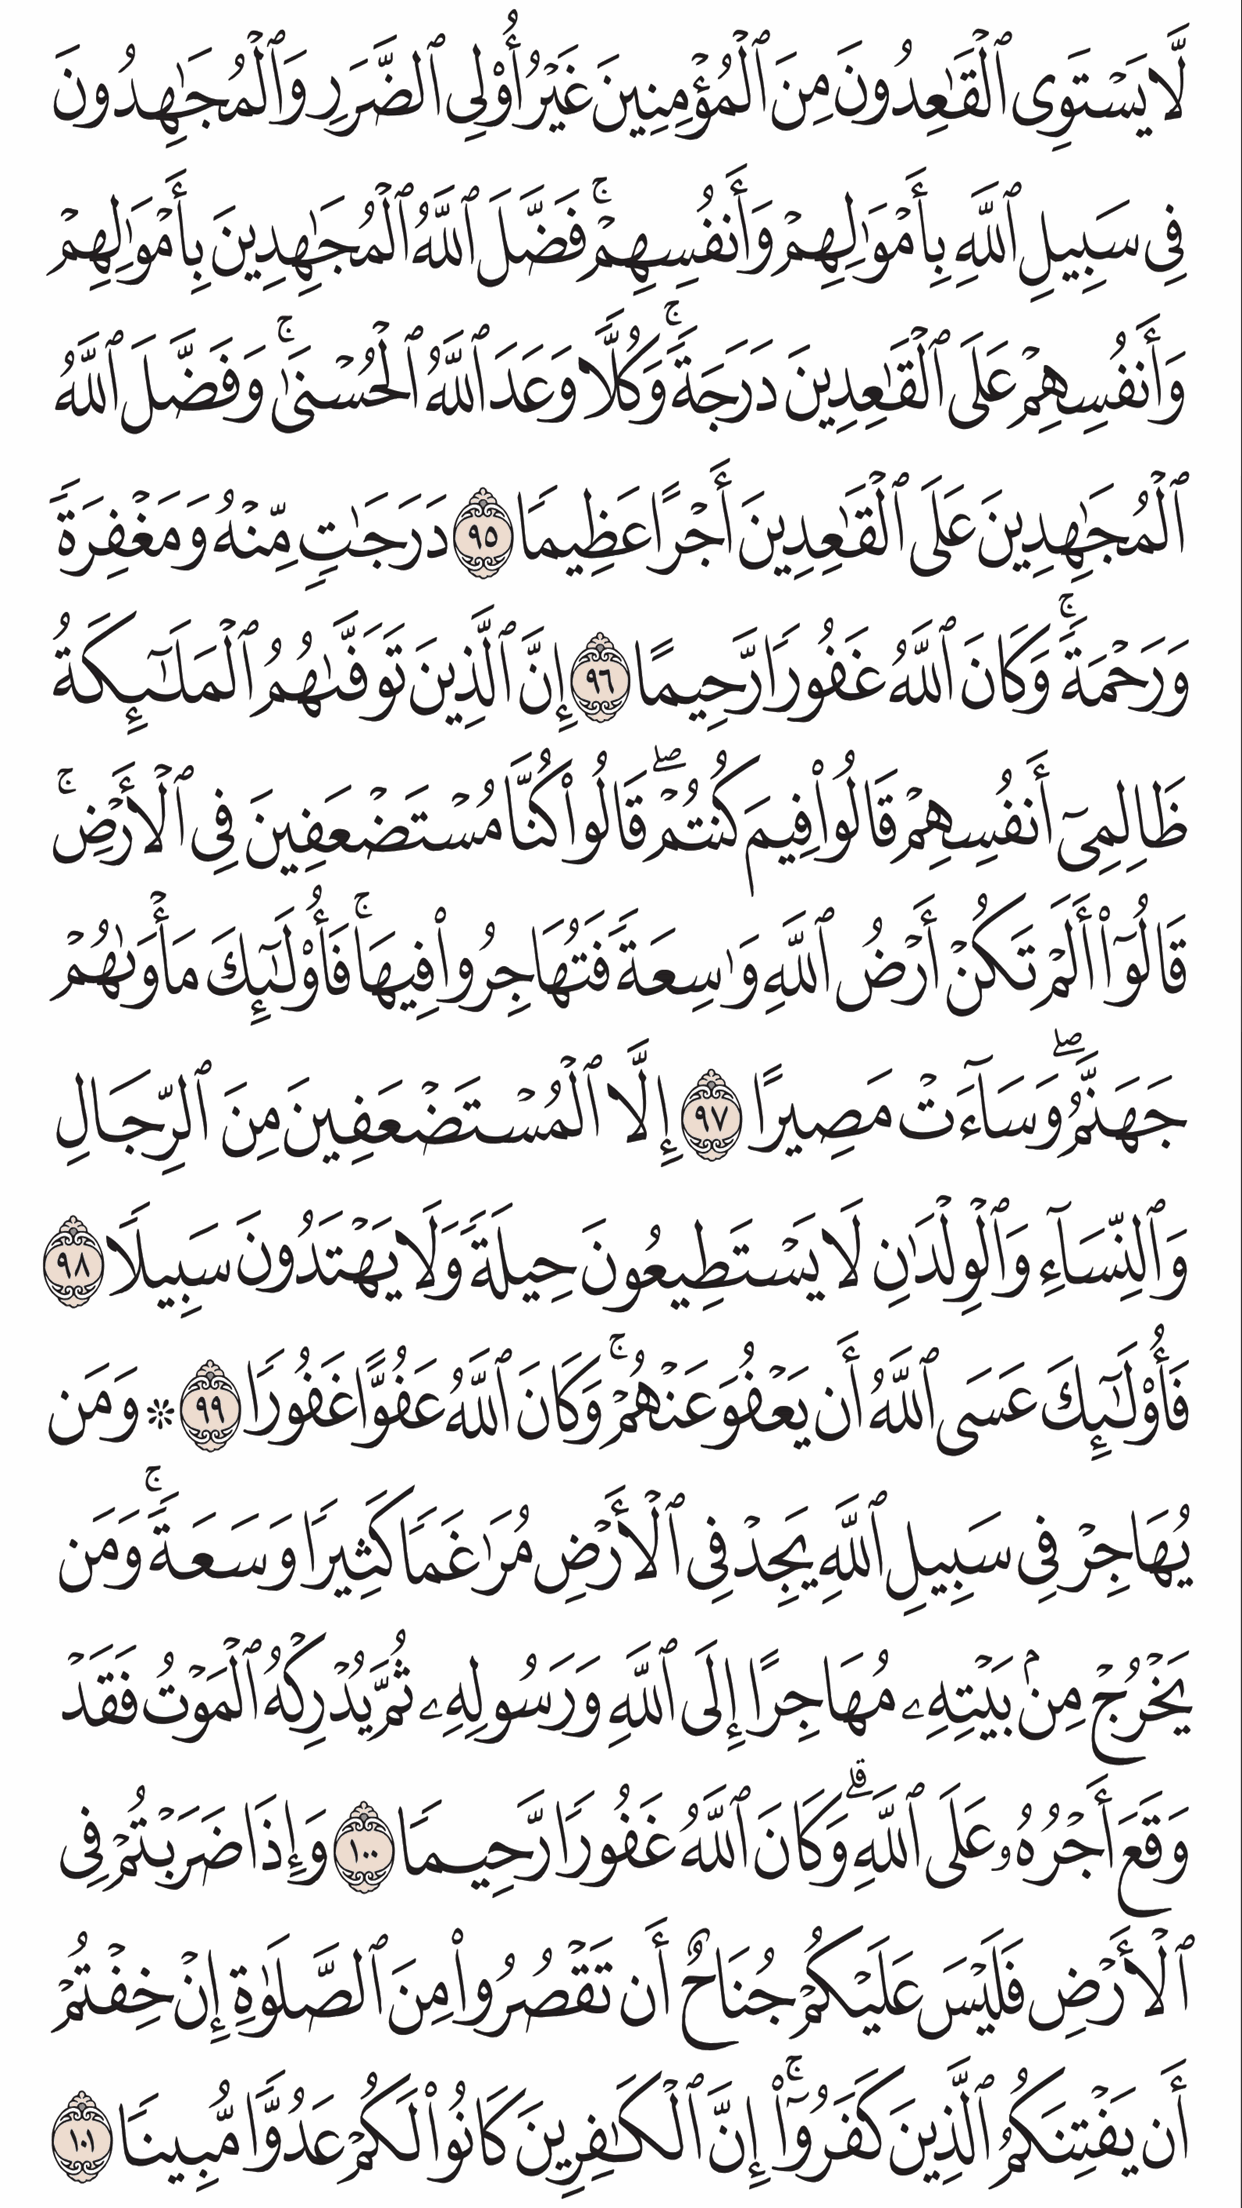 لَّا يَسْتَوِى ٱلْقَٰعِدُونَ مِنَ ٱلْمُؤْمِنِينَ غَيْرُ أُو۟لِى ٱلضَّرَرِ وَٱلْمُجَٰهِدُونَ
فِى سَبِيلِ ٱللَّهِ بِأَمْوَٰلِهِمْ وَأَنفُسِهِمْ ۚ فَضَّلَ ٱللَّهُ ٱلْمُجَٰهِدِينَ بِأَمْوَٰلِهِمْ
وَأَنفُسِهِمْ عَلَى ٱلْقَٰعِدِينَ دَرَجَةً ۚ وَكُلًّا وَعَدَ ٱللَّهُ ٱلْحُسْنَىٰ ۚ وَفَضَّلَ ٱللَّهُ
ٱلْمُجَٰهِدِينَ عَلَى ٱلْقَٰعِدِينَ أَجْرًا عَظِيمًا ٩٥ دَرَجَٰتٍ مِّنْهُ وَمَغْفِرَةً
وَرَحْمَةً ۚ وَكَانَ ٱللَّهُ غَفُورًا رَّحِيمًا ٩٦ إِنَّ ٱلَّذِينَ تَوَفَّىٰهُمُ ٱلْمَلَٰٓئِكَةُ
ظَالِمِىٓ أَنفُسِهِمْ قَالُوا۟ فِيمَ كُنتُمْ ۖ قَالُوا۟ كُنَّا مُسْتَضْعَفِينَ فِى ٱلْأَرْضِ ۚ
قَالُوٓا۟ أَلَمْ تَكُنْ أَرْضُ ٱللَّهِ وَٰسِعَةً فَتُهَاجِرُوا۟ فِيهَا ۚ فَأُو۟لَٰٓئِكَ مَأْوَىٰهُمْ
جَهَنَّمُ ۖ وَسَآءَتْ مَصِيرًا ٩٧ إِلَّا ٱلْمُسْتَضْعَفِينَ مِنَ ٱلرِّجَالِ
وَٱلنِّسَآءِ وَٱلْوِلْدَٰنِ لَا يَسْتَطِيعُونَ حِيلَةً وَلَا يَهْتَدُونَ سَبِيلًا ٩٨
فَأُو۟لَٰٓئِكَ عَسَى ٱللَّهُ أَن يَعْفُوَ عَنْهُمْ ۚ وَكَانَ ٱللَّهُ عَفُوًّا غَفُورًا ٩٩ ۞ وَمَن
يُهَاجِرْ فِى سَبِيلِ ٱللَّهِ يَجِدْ فِى ٱلْأَرْضِ مُرَٰغَمًا كَثِيرًا وَسَعَةً ۚ وَمَن
يَخْرُجْ مِنۢ بَيْتِهِۦ مُهَاجِرًا إِلَى ٱللَّهِ وَرَسُولِهِۦ ثُمَّ يُدْرِكْهُ ٱلْمَوْتُ فَقَدْ
وَقَعَ أَجْرُهُۥ عَلَى ٱللَّهِ ۗ وَكَانَ ٱللَّهُ غَفُورًا رَّحِيمًا ١٠٠ وَإِذَا ضَرَبْتُمْ فِى
ٱلْأَرْضِ فَلَيْسَ عَلَيْكُمْ جُنَاحٌ أَن تَقْصُرُوا۟ مِنَ ٱلصَّلَوٰةِ إِنْ خِفْتُمْ
أَن يَفْتِنَكُمُ ٱلَّذِينَ كَفَرُوٓا۟ ۚ إِنَّ ٱلْكَٰفِرِينَ كَانُوا۟ لَكُمْ عَدُوًّا مُّبِينًا ١٠١